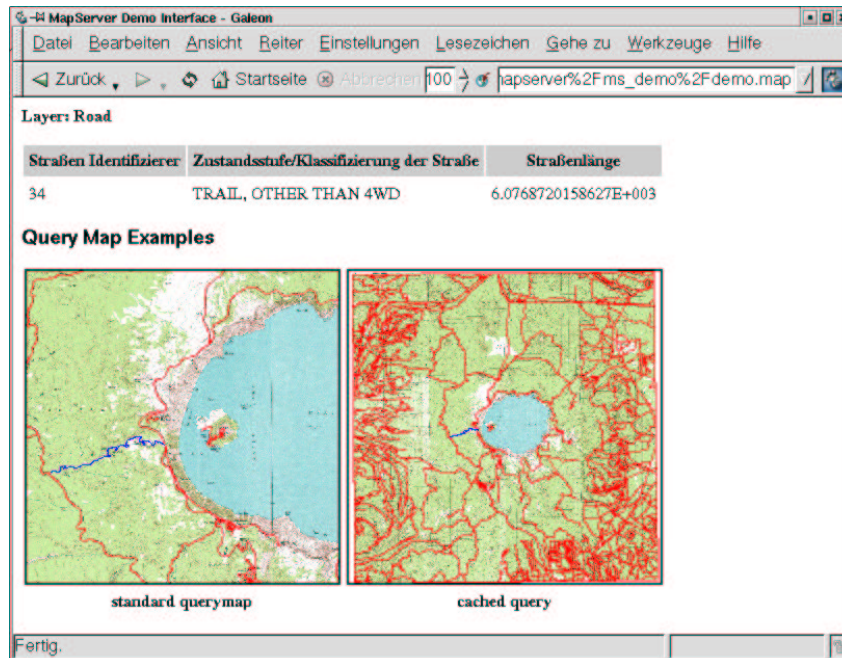 MapServer Demo Interface - Galeon
Datei Bearbeiten Ansicht Reiter Einstellungen Lesezeichen Gehe zu Werkzeuge Hilfe
Zurück Startseite Abbrechen 100 mapserver%2Fms_demo%2Fdemo.map
Layer: Road
Straßen Identifizierer Zustandsstufe/Klassifizierung der Straße Straßenlänge
34 TRAIL, OTHER THAN 4WD 6.0768720158627E+003
Query Map Examples
standard querymap cached query
Fertig.